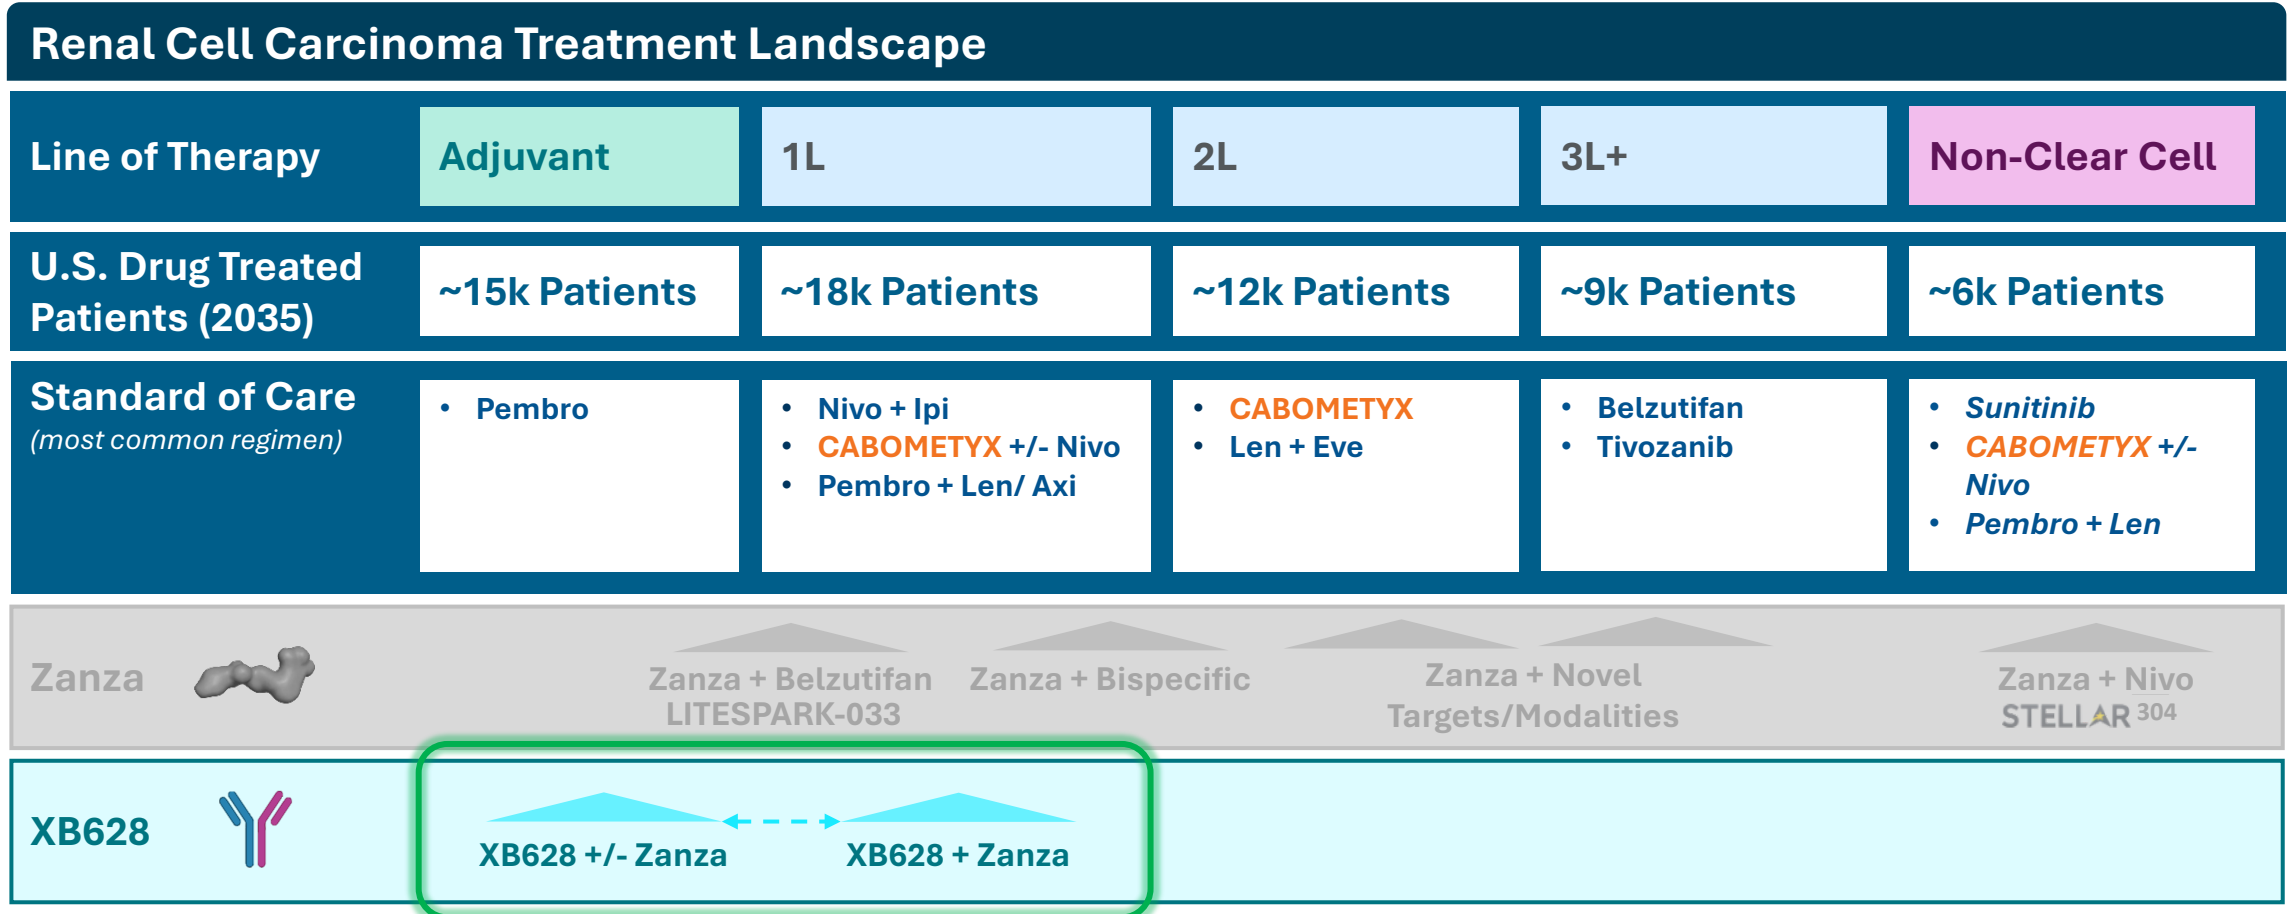 Renal Cell Carcinoma Treatment Landscape
Line of Therapy
Adjuvant
1L
2L
3L+
Non-Clear Cell
U.S. Drug Treated
Patients (2035)
~15k Patients
~18k Patients
~12k Patients
~9k Patients
~6k Patients
Standard of Care
(most common regimen)
• Pembro
• Nivo + Ipi
• CABOMETYX +/- Nivo
• Pembro + Len/ Axi
• CABOMETYX
• Len + Eve
• Belzutifan
• Tivozanib
• Sunitinib
• CABOMETYX +/-
Nivo
• Pembro + Len
Zanza
Zanza + Belzutifan
LITESPARK-033
Zanza + Bispecific
Zanza + Novel
Targets/Modalities
Zanza + Nivo
STELLAR 304
XB628
XB628 +/- Zanza
XB628 + Zanza